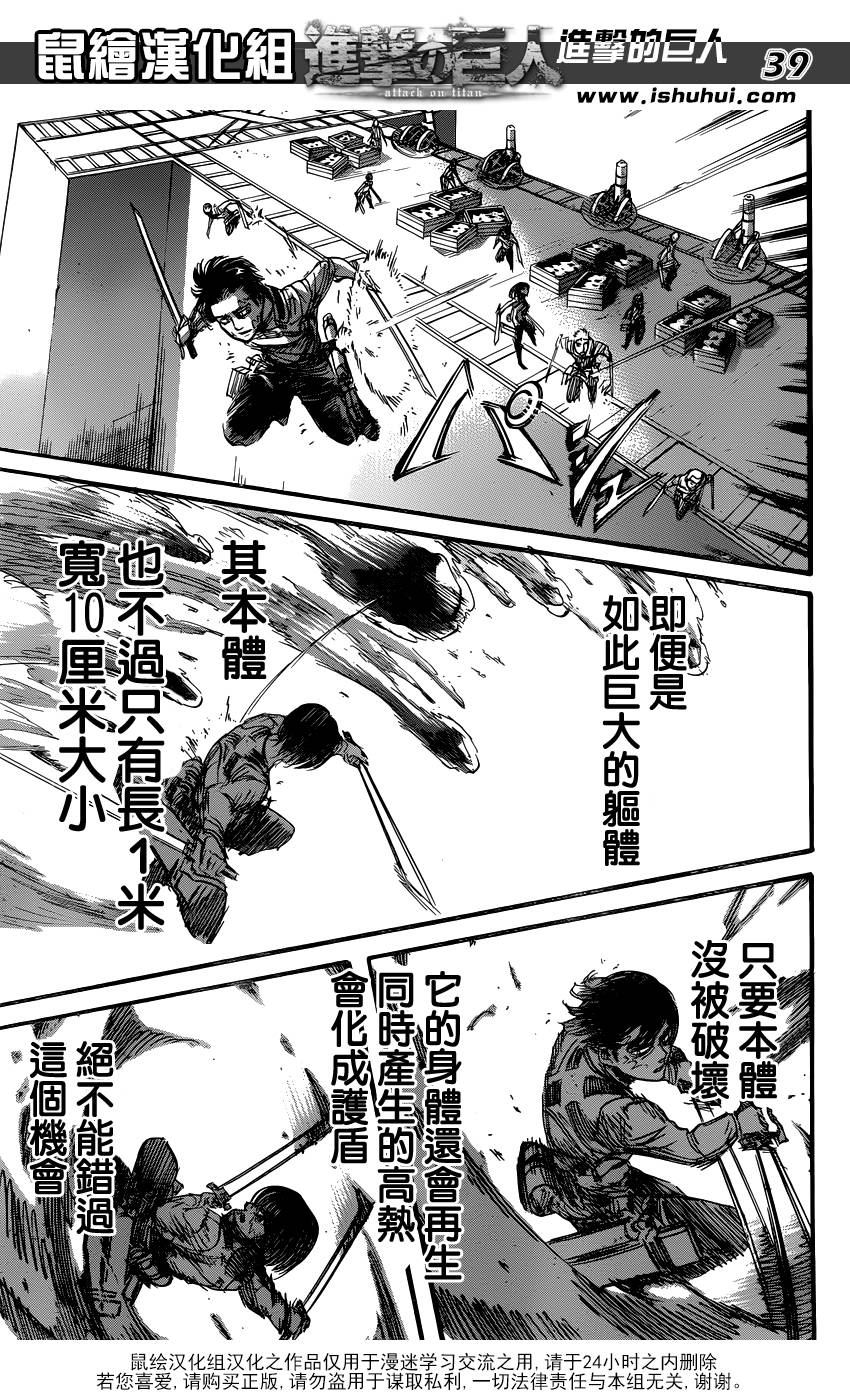 鼠繪漢化組
進撃の巨人
attack on titan
進擊的巨人
39
www.ishuhui.com
パシュ
即便是
如此巨大的軀體
其本體
也不過只有長1米
寬10厘米大小
只要本體
沒被破壞
它的身體還會再生
同時產生的高熱
會化成護盾
絕不能錯過
這個機會
鼠绘汉化组汉化之作品仅用于漫迷学习交流之用, 请于24小时之内删除
若您喜爱, 请购买正版, 请勿盗用于谋取私利, 一切法律责任与本组无关, 谢谢。